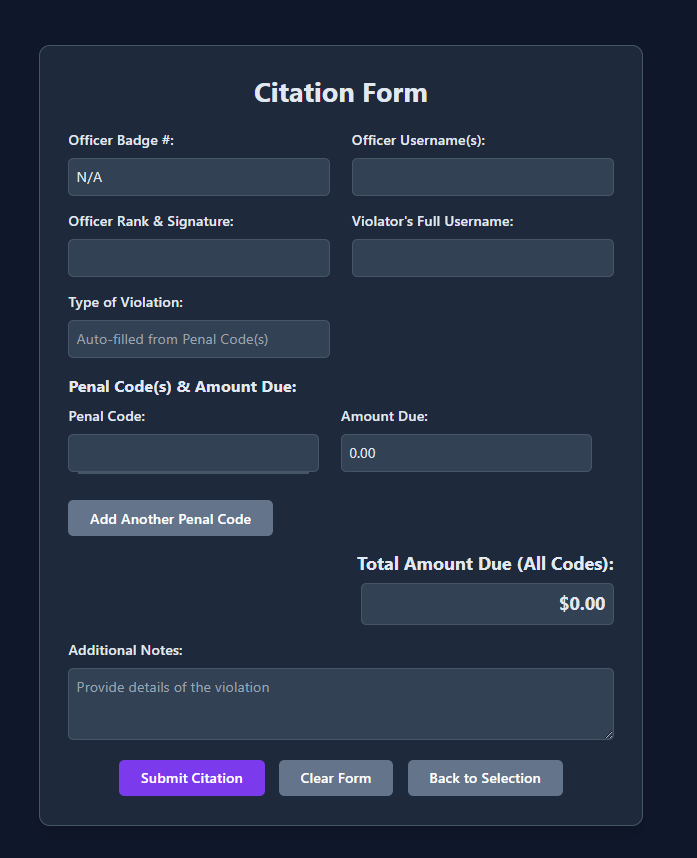 Citation Form
Officer Badge #:
Officer Username(s):
N/A
Officer Rank & Signature:
Violator's Full Username:
Type of Violation:
Auto-filled from Penal Code(s)
Penal Code(s) & Amount Due:
Penal Code:
Amount Due:
0.00
Add Another Penal Code
Total Amount Due (All Codes):
$0.00
Additional Notes:
Provide details of the violation
Submit Citation
Clear Form
Back to Selection